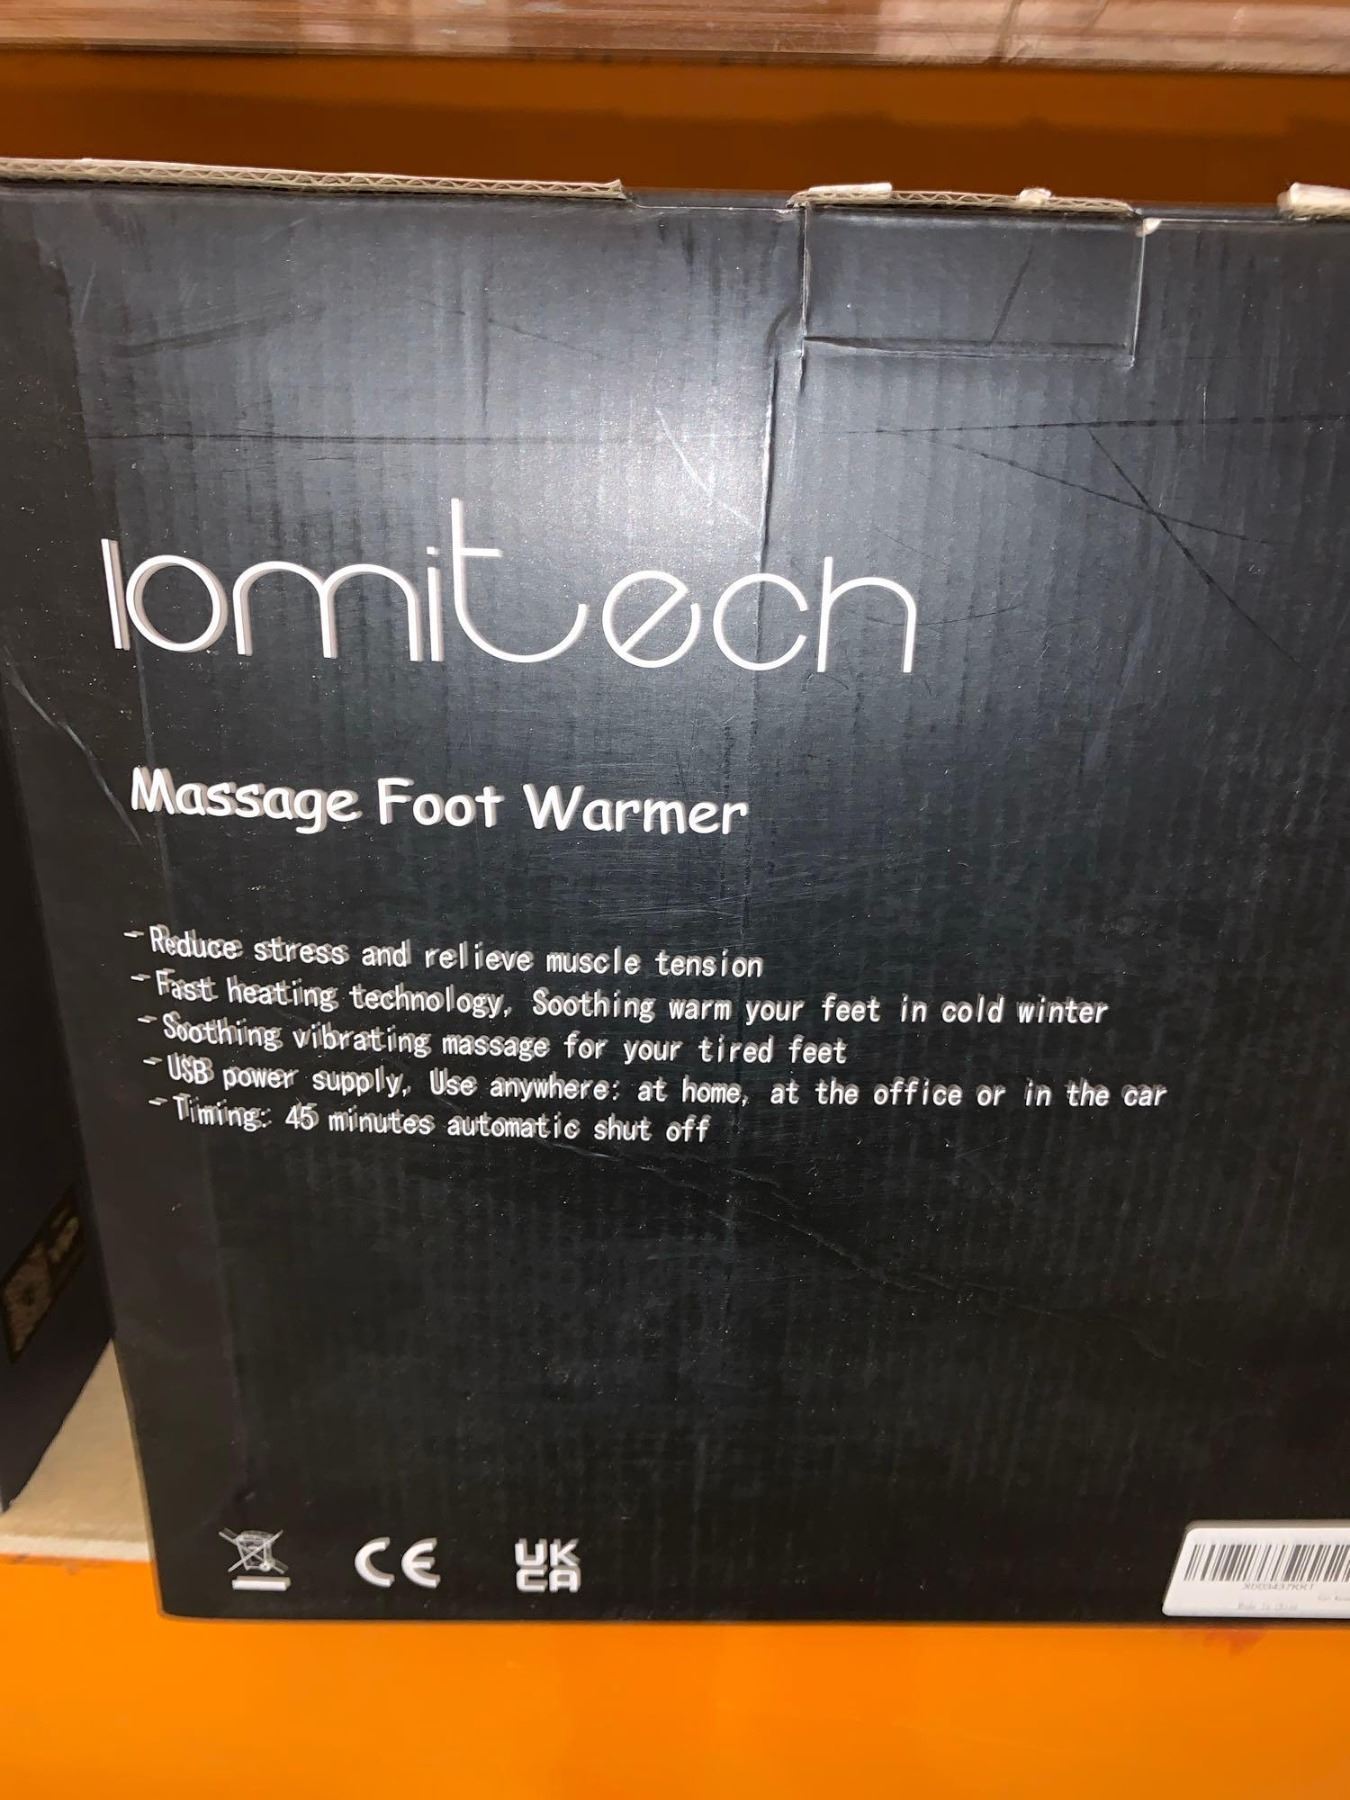 lomitech
Massage Foot Warmer
- Reduce stress and relieve muscle tension
- Fast heating technology, Soothing warm your feet in cold winter
- Soothing vibrating massage for your tired feet
- USB power supply, Use anywhere: at home, at the office or in the car
- Timing: 45 minutes automatic shut off
CE
UK
CA